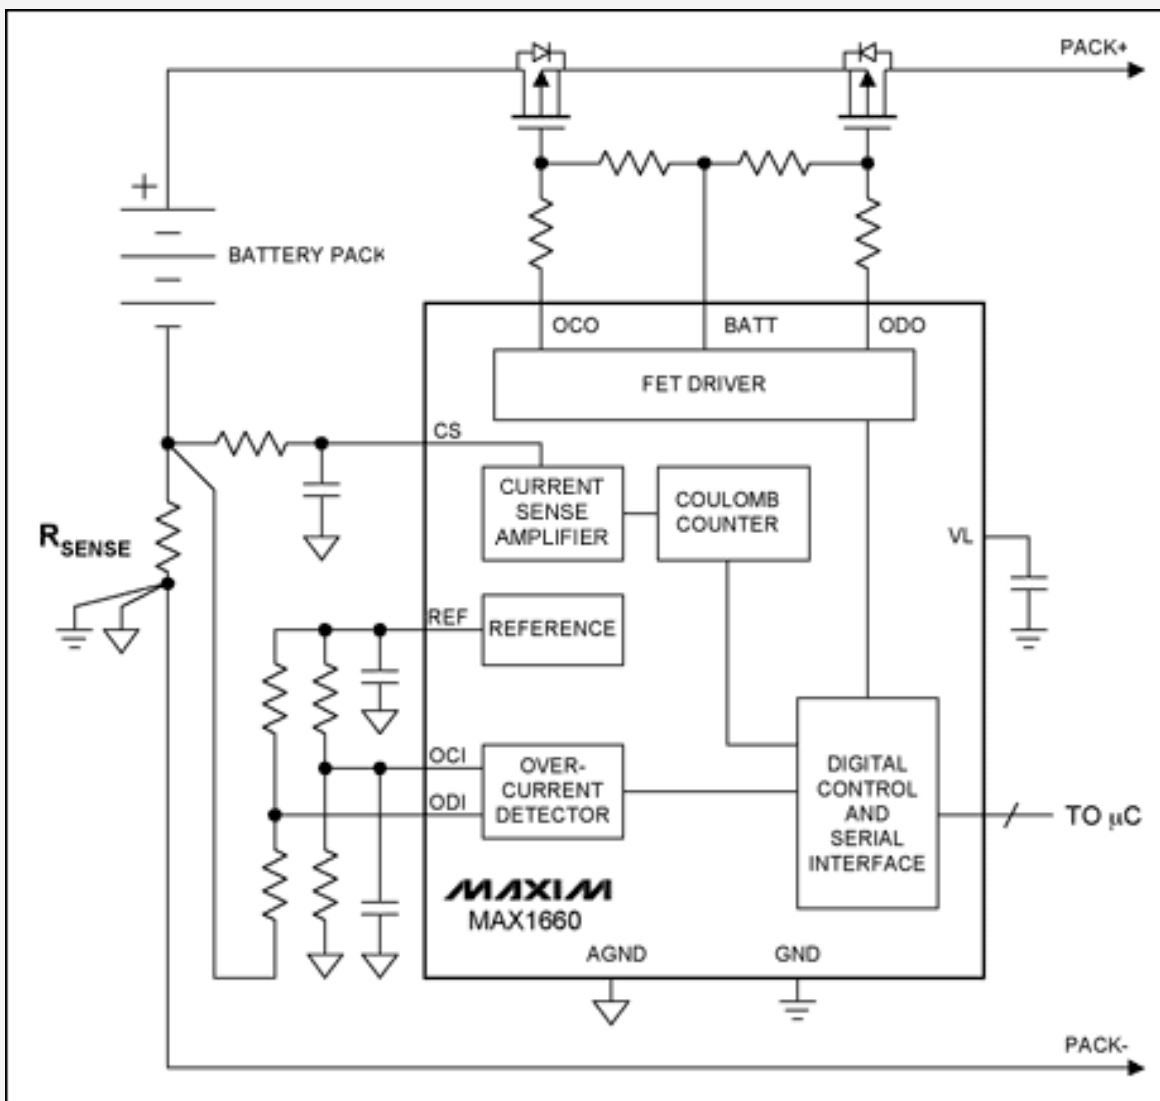 PACK+
+
BATTERY PACK
OCO
BATT
ODO
FET DRIVER
CS
CURRENT
SENSE
AMPLIFIER
COULOMB
COUNTER
VL
RSENSE
REF
REFERENCE
OCI
ODI
OVER-
CURRENT
DETECTOR
DIGITAL
CONTROL
AND
SERIAL
INTERFACE
TO μC
MAXIM
MAX1660
AGND
GND
PACK-